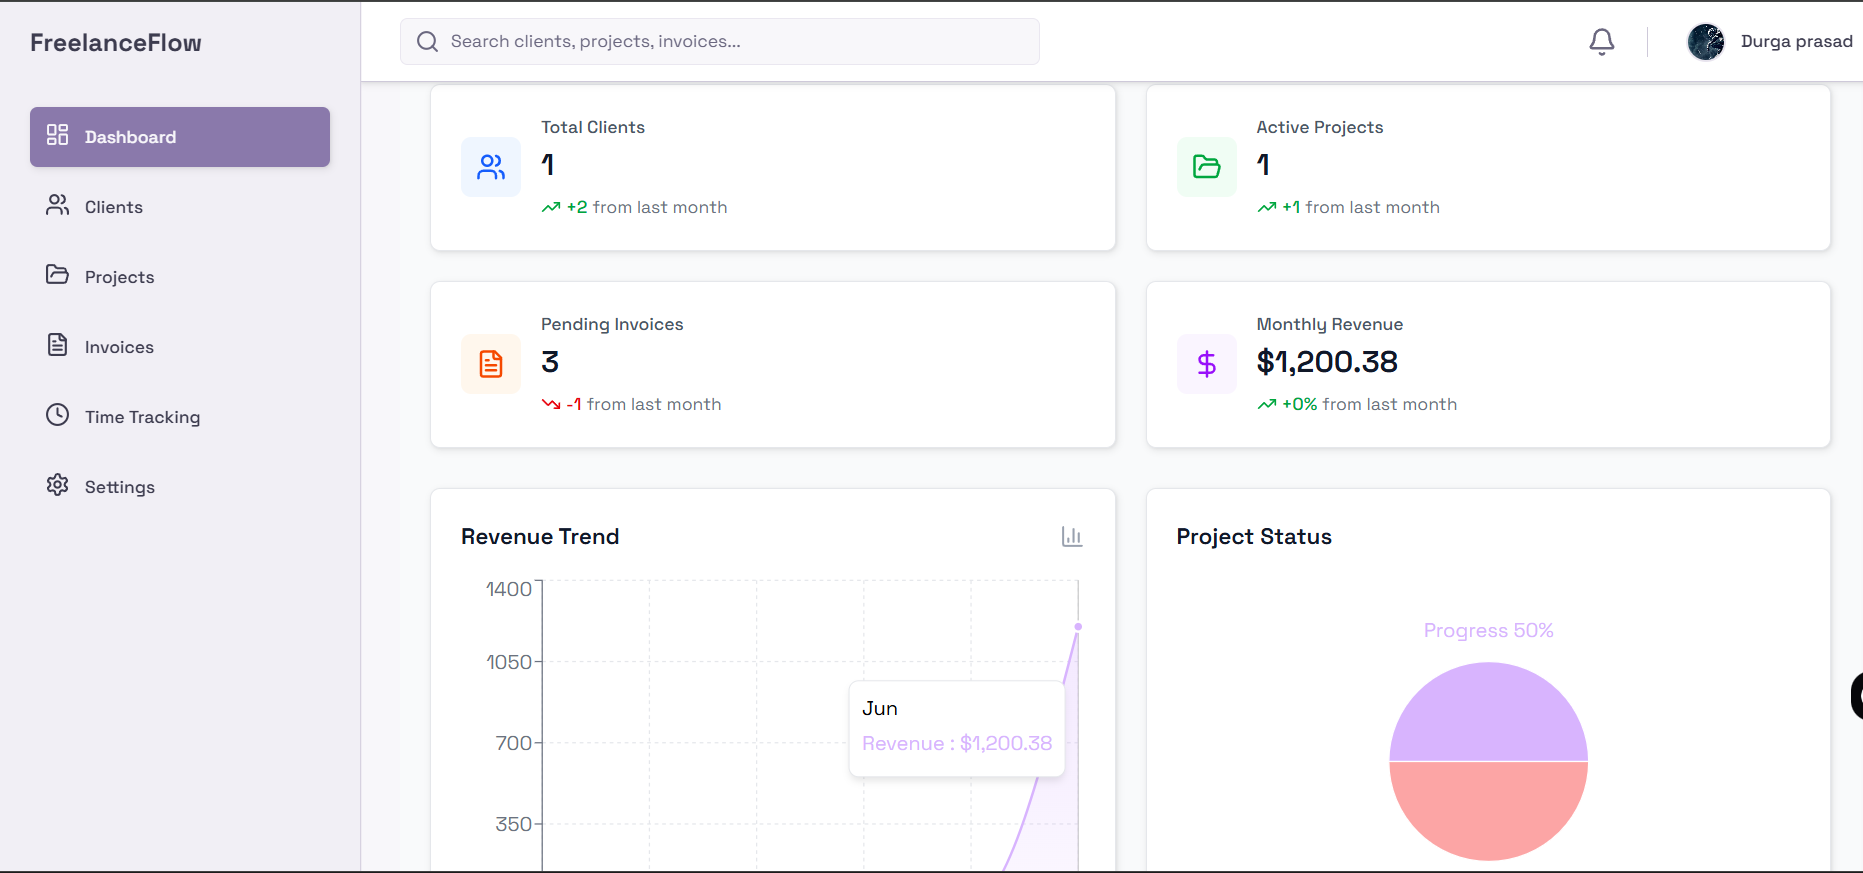 FreelanceFlow
Search clients, projects, invoices...
Durga prasad
Dashboard
Clients
Projects
Invoices
Time Tracking
Settings
Total Clients
1
+2 from last month
Active Projects
1
+1 from last month
Pending Invoices
3
-1 from last month
Monthly Revenue
$1,200.38
+0% from last month
Revenue Trend
1400
1050
700
350
Jun
Revenue : $1,200.38
Project Status
Progress 50%